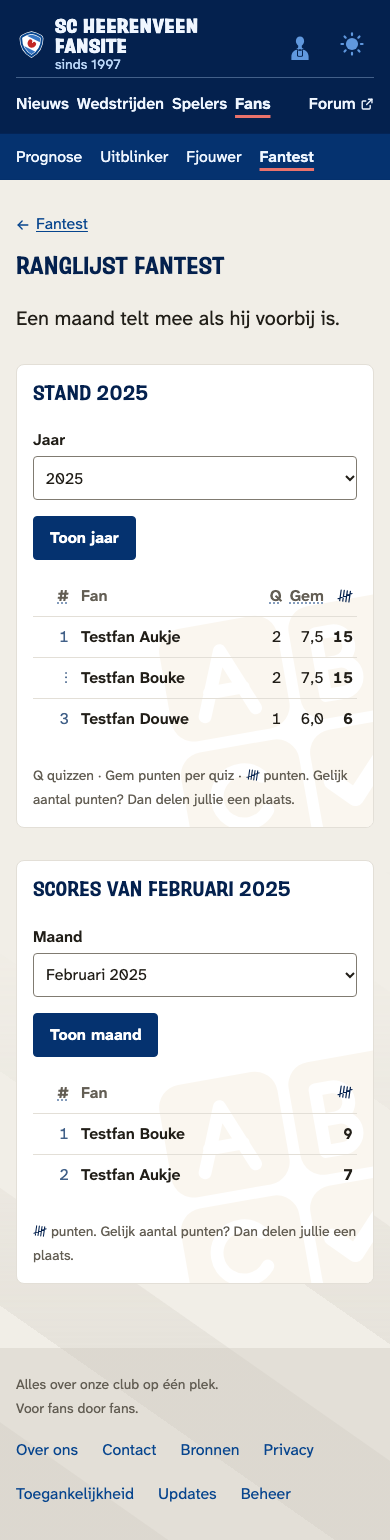 SC HEERENVEEN
FANSITE
sinds 1997
Nieuws Wedstrijden Spelers Fans Forum
Prognose Uitblinker Fjouwer Fantest
← Fantest
RANGLIJST FANTEST
Een maand telt mee als hij voorbij is.
STAND 2025
Jaar
2025
Toon jaar
# Fan Q Gem
1 Testfan Aukje 2 7,5 15
⋮ Testfan Bouke 2 7,5 15
3 Testfan Douwe 1 6,0 6
Q quizzen · Gem punten per quiz · punten. Gelijk
aantal punten? Dan delen jullie een plaats.
SCORES VAN FEBRUARI 2025
Maand
Februari 2025
Toon maand
# Fan
1 Testfan Bouke 9
2 Testfan Aukje 7
punten. Gelijk aantal punten? Dan delen jullie een
plaats.
Alles over onze club op één plek.
Voor fans door fans.
Over ons Contact Bronnen Privacy
Toegankelijkheid Updates Beheer